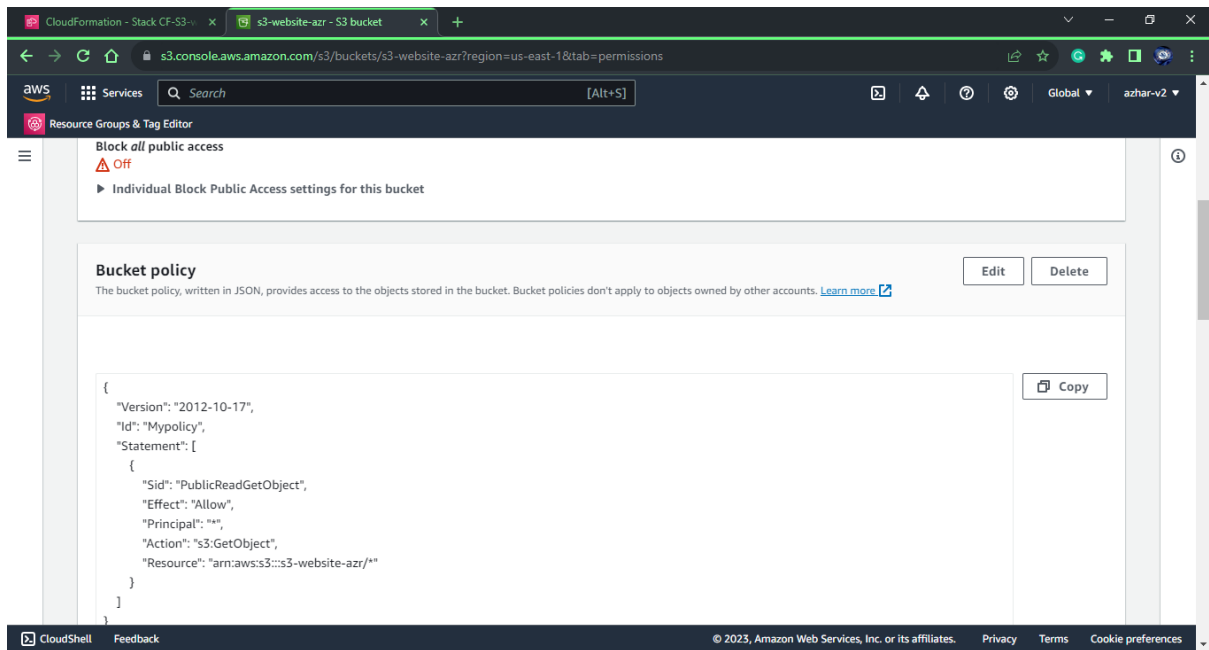 CloudFormation - Stack CF-S3-w
s3-website-azr - S3 bucket
s3.console.aws.amazon.com/s3/buckets/s3-website-azr?region=us-east-1&tab=permissions
aws
Services
Search
[Alt+S]
Global
azhar-v2
Resource Groups & Tag Editor
Block all public access
Off
Individual Block Public Access settings for this bucket
Bucket policy
Edit
Delete
The bucket policy, written in JSON, provides access to the objects stored in the bucket. Bucket policies don't apply to objects owned by other accounts. Learn more
Copy
{
"Version": "2012-10-17",
"Id": "Mypolicy",
"Statement": [
{
"Sid": "PublicReadGetObject",
"Effect": "Allow",
"Principal": "*",
"Action": "s3:GetObject",
"Resource": "arn:aws:s3:::s3-website-azr/*"
}
]
}
CloudShell
Feedback
© 2023, Amazon Web Services, Inc. or its affiliates.
Privacy
Terms
Cookie preferences